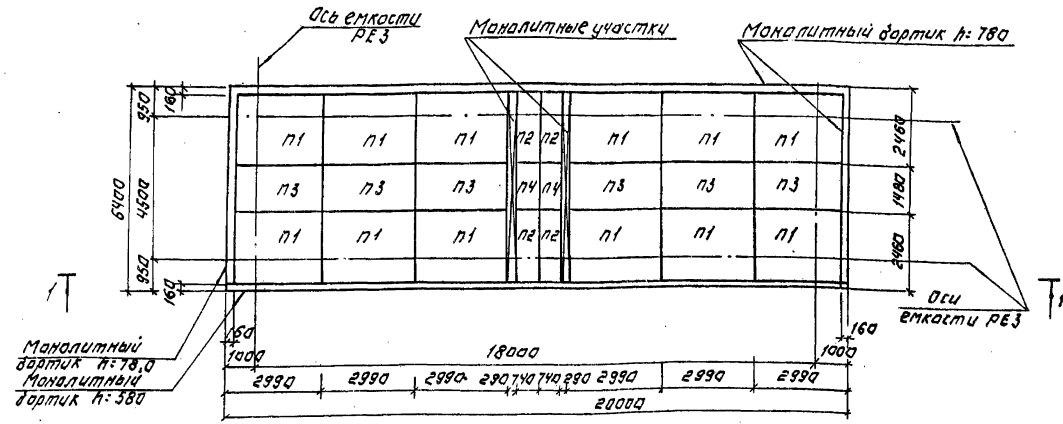 Ось емкости
РЕ3
Монолитные участки
Монолитный бортик h=780
950
160
6400
4500
950
160
п1 п1 п1 п2 п2 п1 п1 п1
п3 п3 п3 п4 п4 п3 п3 п3
п1 п1 п1 п2 п2 п1 п1 п1
2460
1480
2460
1
1
Оси
емкости РЕ3
Монолитный
бортик h=78,0
Монолитный
бортик h=580
160
1000 18000 1000
2990 2990 2990 290 740 740 280 2990 2990 2990
20000